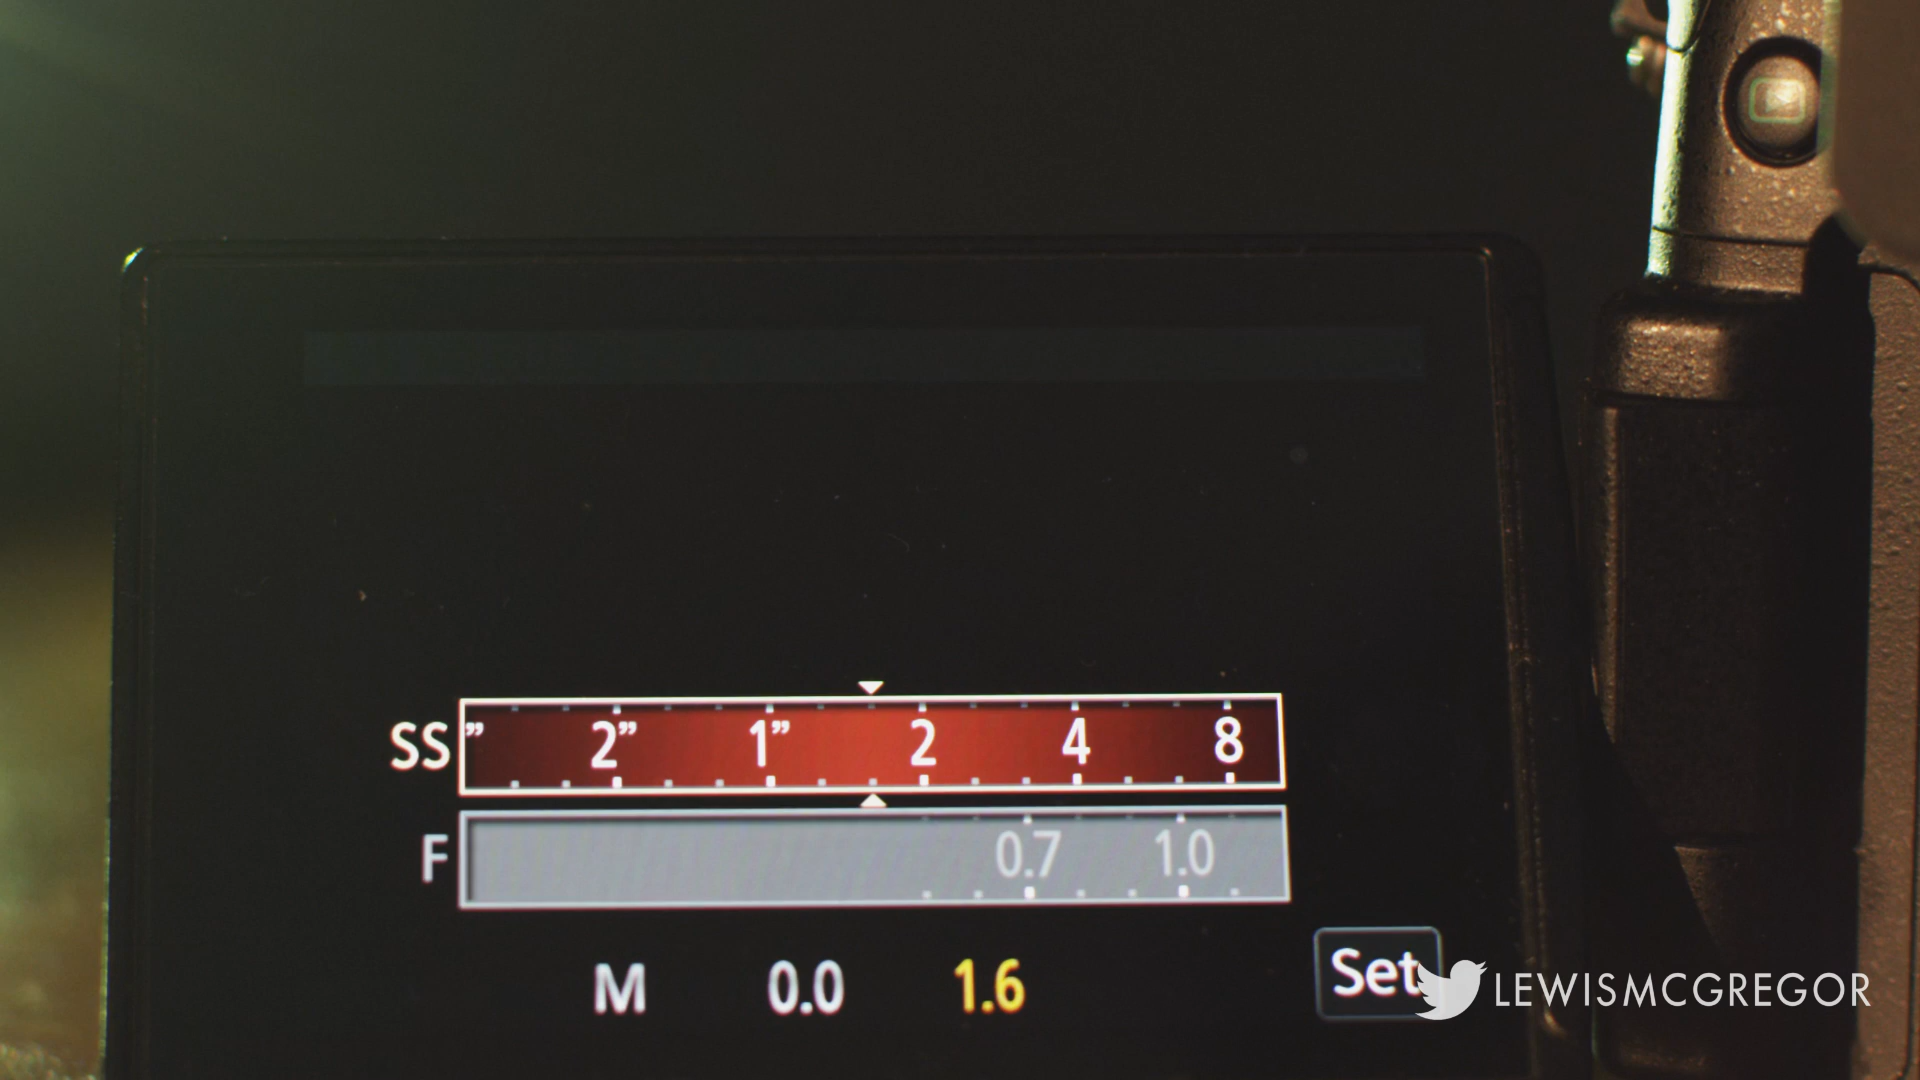 SS ” 2” 1” 2 4 8
F 0.7 1.0
M 0.0 1.6 Set
LEWISMCGREGOR